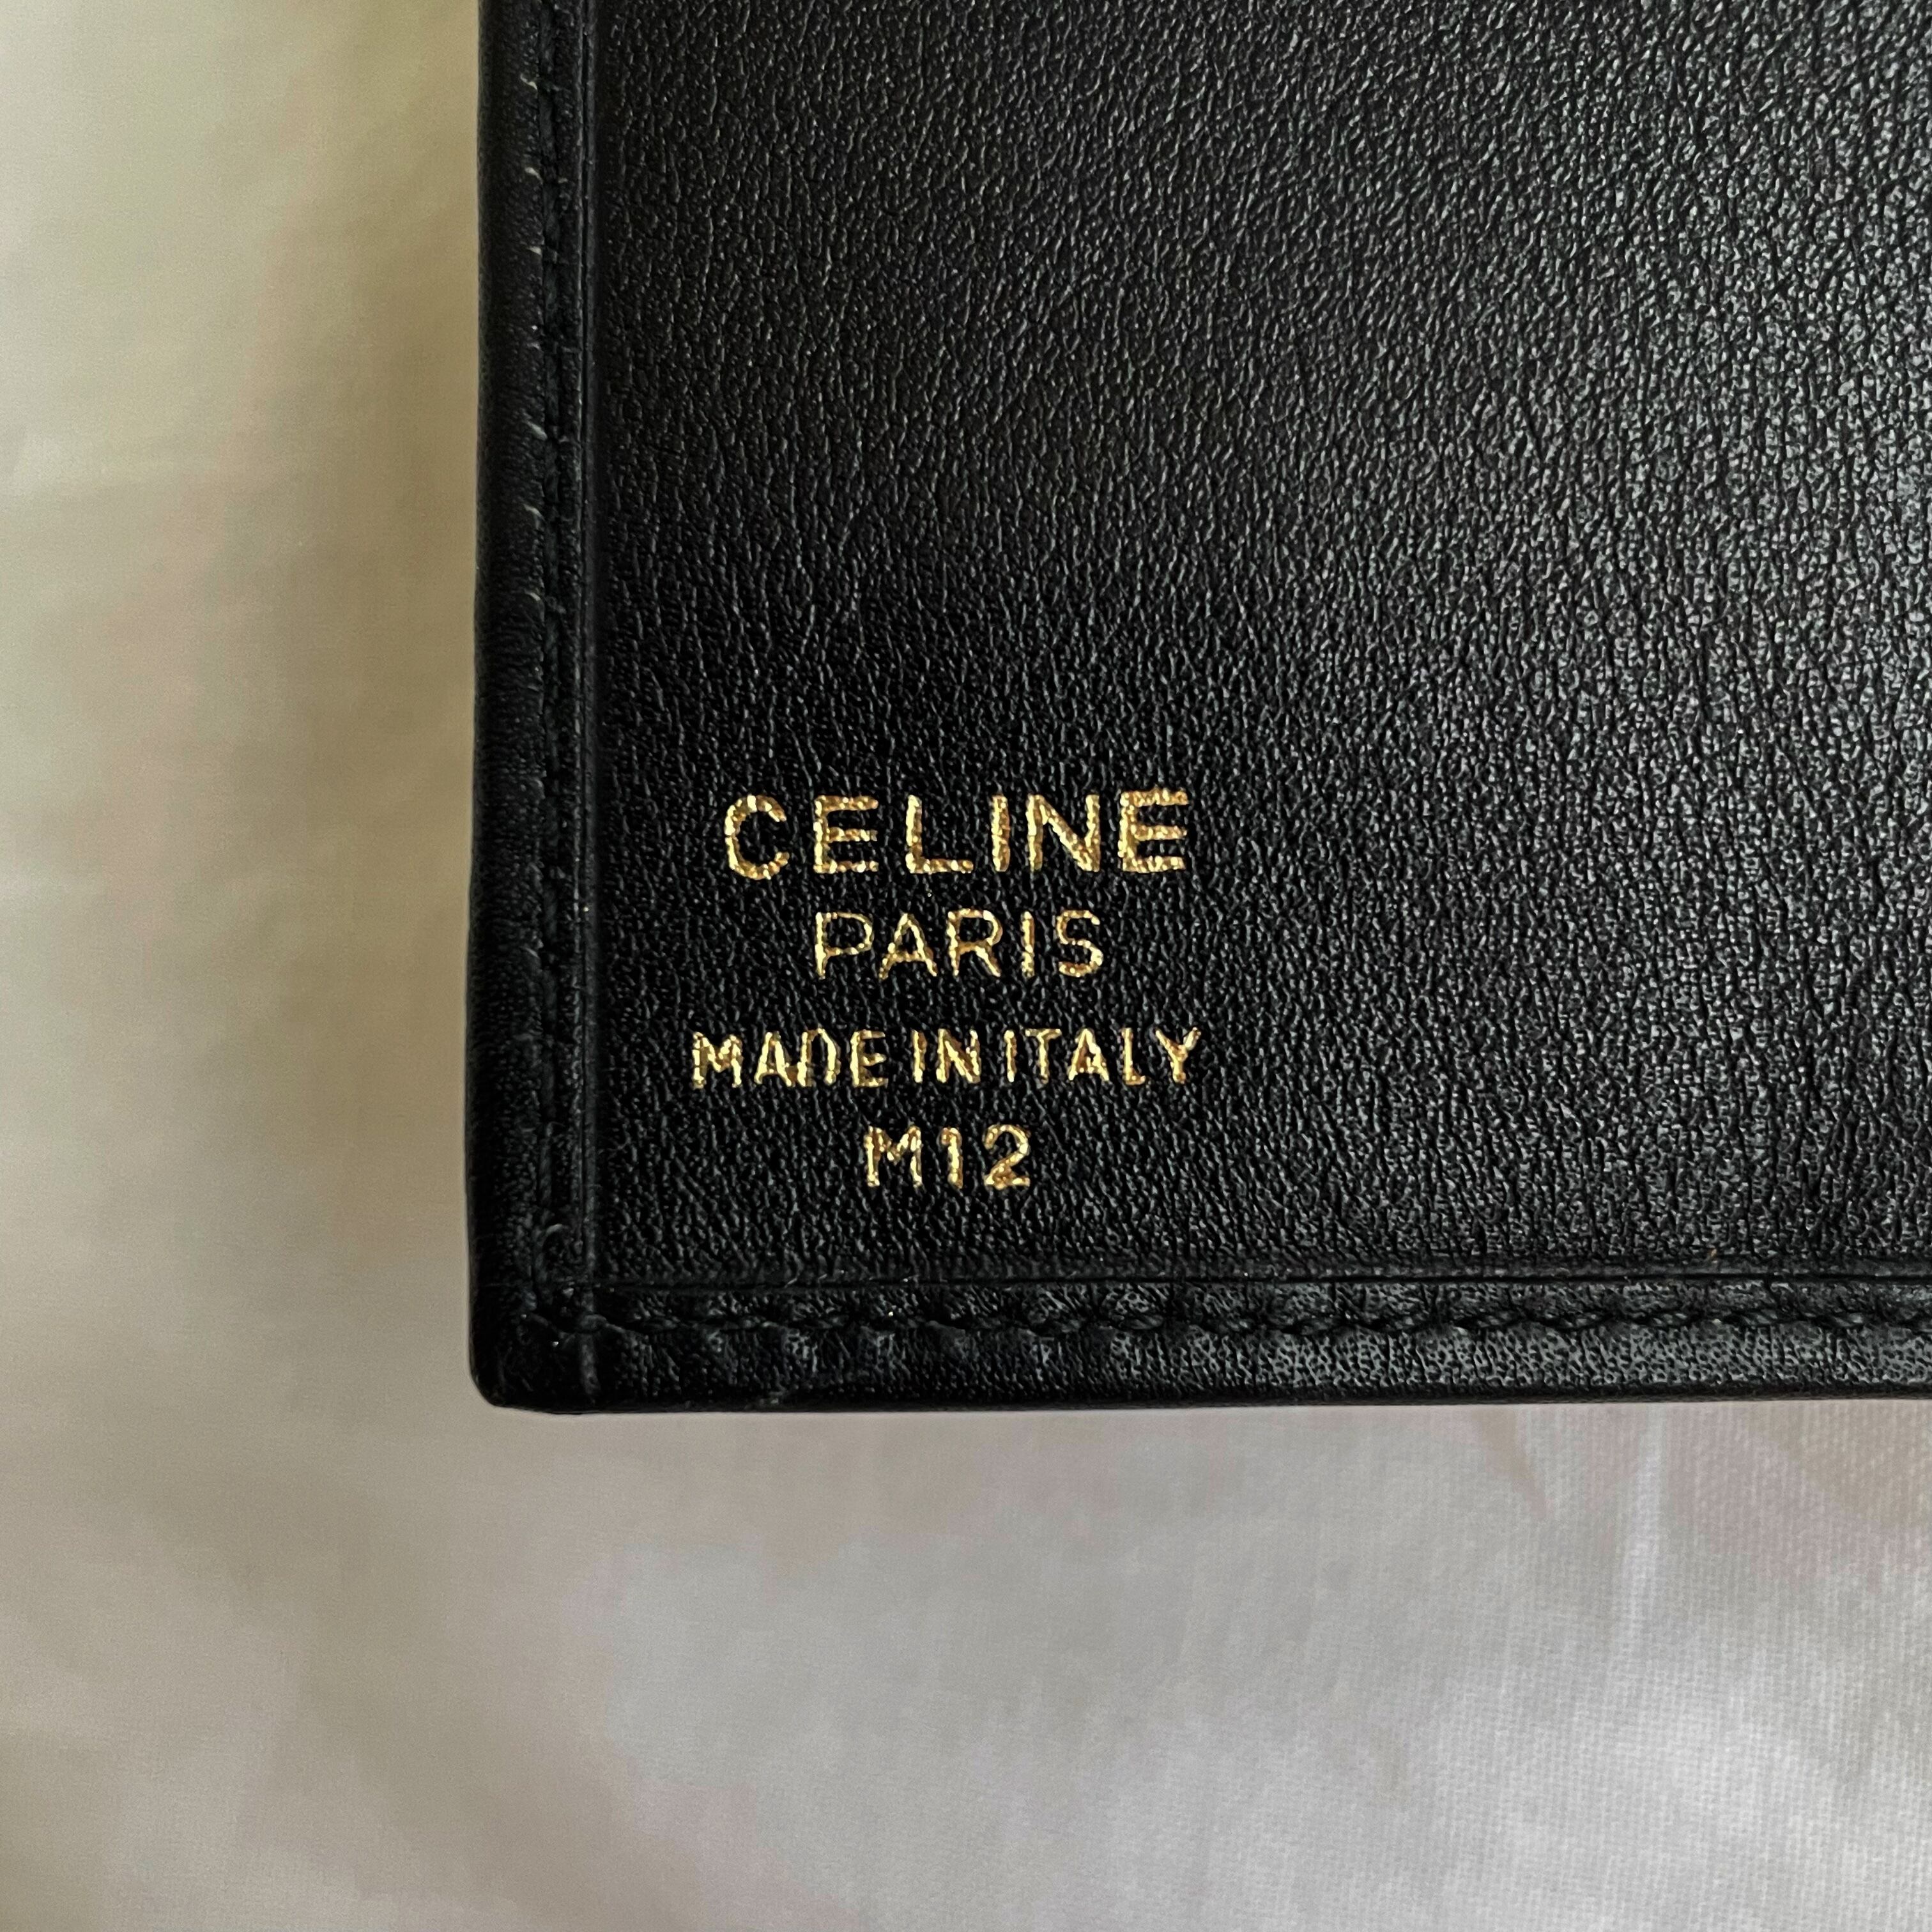 CELINE
PARIS
MADE IN ITALY
M12